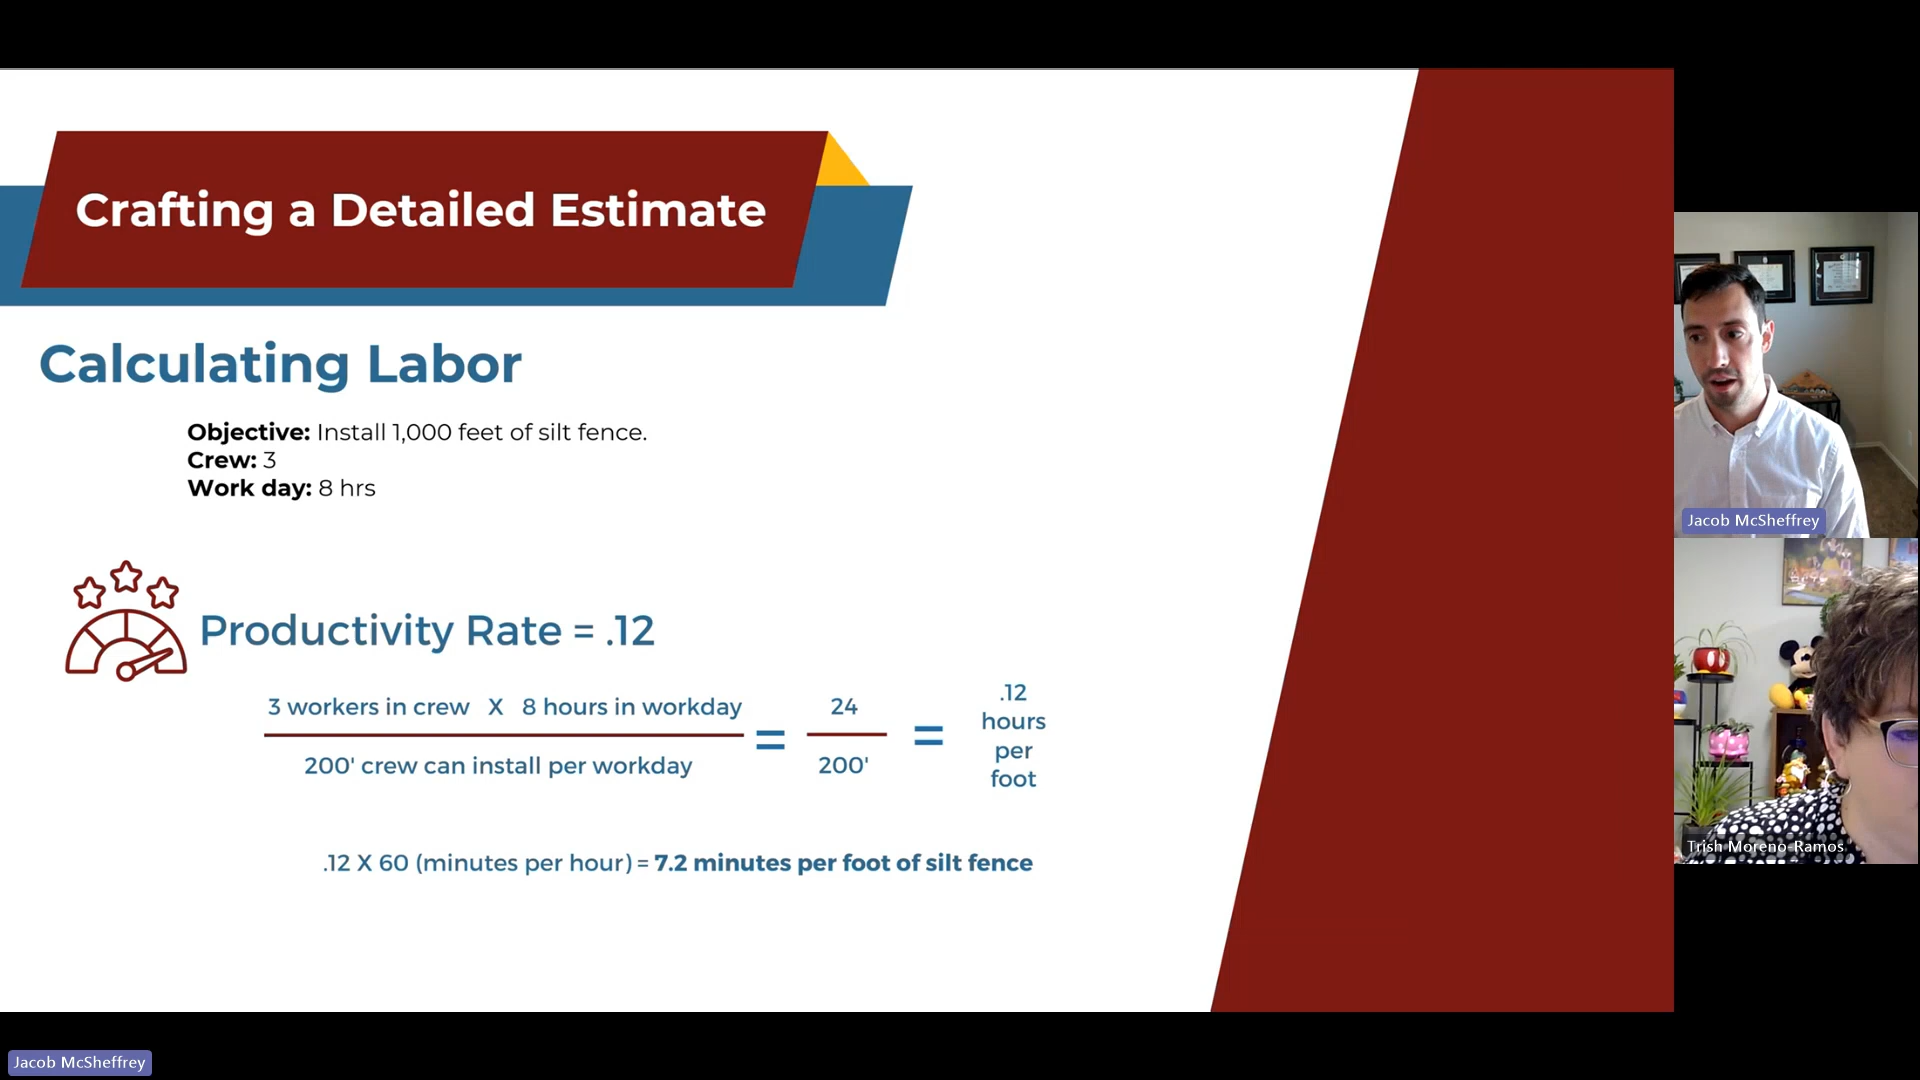 Crafting a Detailed Estimate
Calculating Labor
Objective: Install 1,000 feet of silt fence.
Crew: 3
Work day: 8 hrs
Productivity Rate = .12
3 workers in crew X 8 hours in workday
200' crew can install per workday
=
24
200'
=
.12
hours
per
foot
.12 X 60 (minutes per hour) = 7.2 minutes per foot of silt fence
Jacob McSheffrey
Trish Moreno-Ramos
Jacob McSheffrey